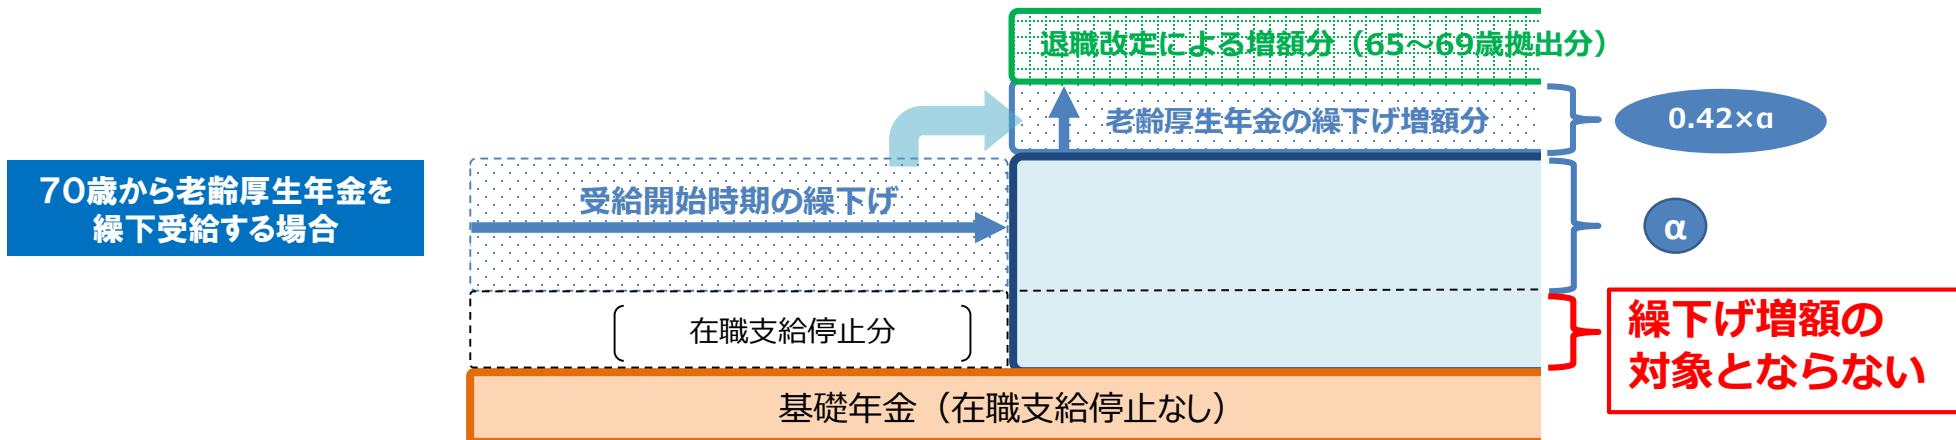 退職改定による増額分（65～69歳拠出分）
老齢厚生年金の繰下げ増額分
0.42×α
70歳から老齢厚生年金を
繰下受給する場合
受給開始時期の繰下げ
α
在職支給停止分
繰下げ増額の
対象とならない
基礎年金（在職支給停止なし）